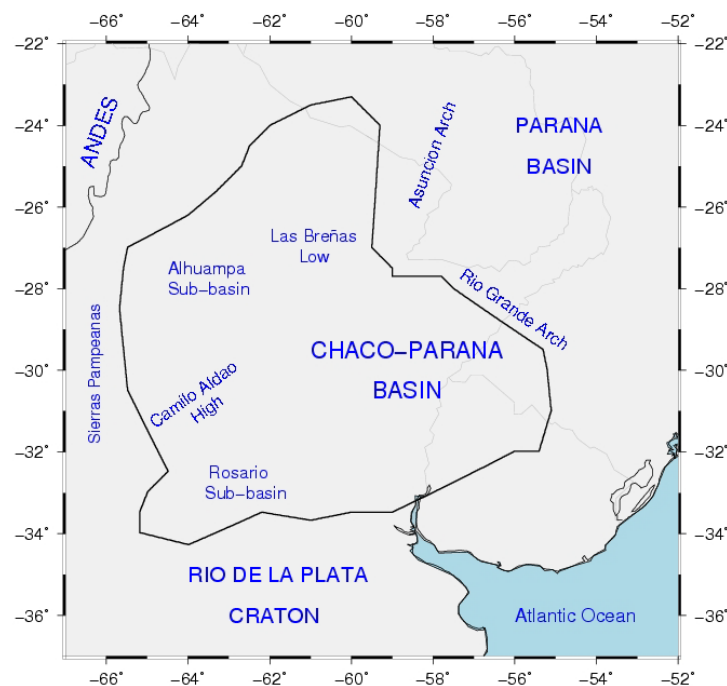 −66˚ −64˚ −62˚ −60˚ −58˚ −56˚ −54˚ −52˚
−22˚ −22˚
−24˚ −24˚
−26˚ −26˚
−28˚ −28˚
−30˚ −30˚
−32˚ −32˚
−34˚ −34˚
−36˚ −36˚
ANDES
Asuncion Arch
PARANA
BASIN
Las Breñas
Low
Alhuampa
Sub−basin
Rio Grande Arch
Sierras Pampeanas
CHACO−PARANA
BASIN
Camilo Aldao
High
Rosario
Sub−basin
RIO DE LA PLATA
CRATON
Atlantic Ocean
−66˚ −64˚ −62˚ −60˚ −58˚ −56˚ −54˚ −52˚